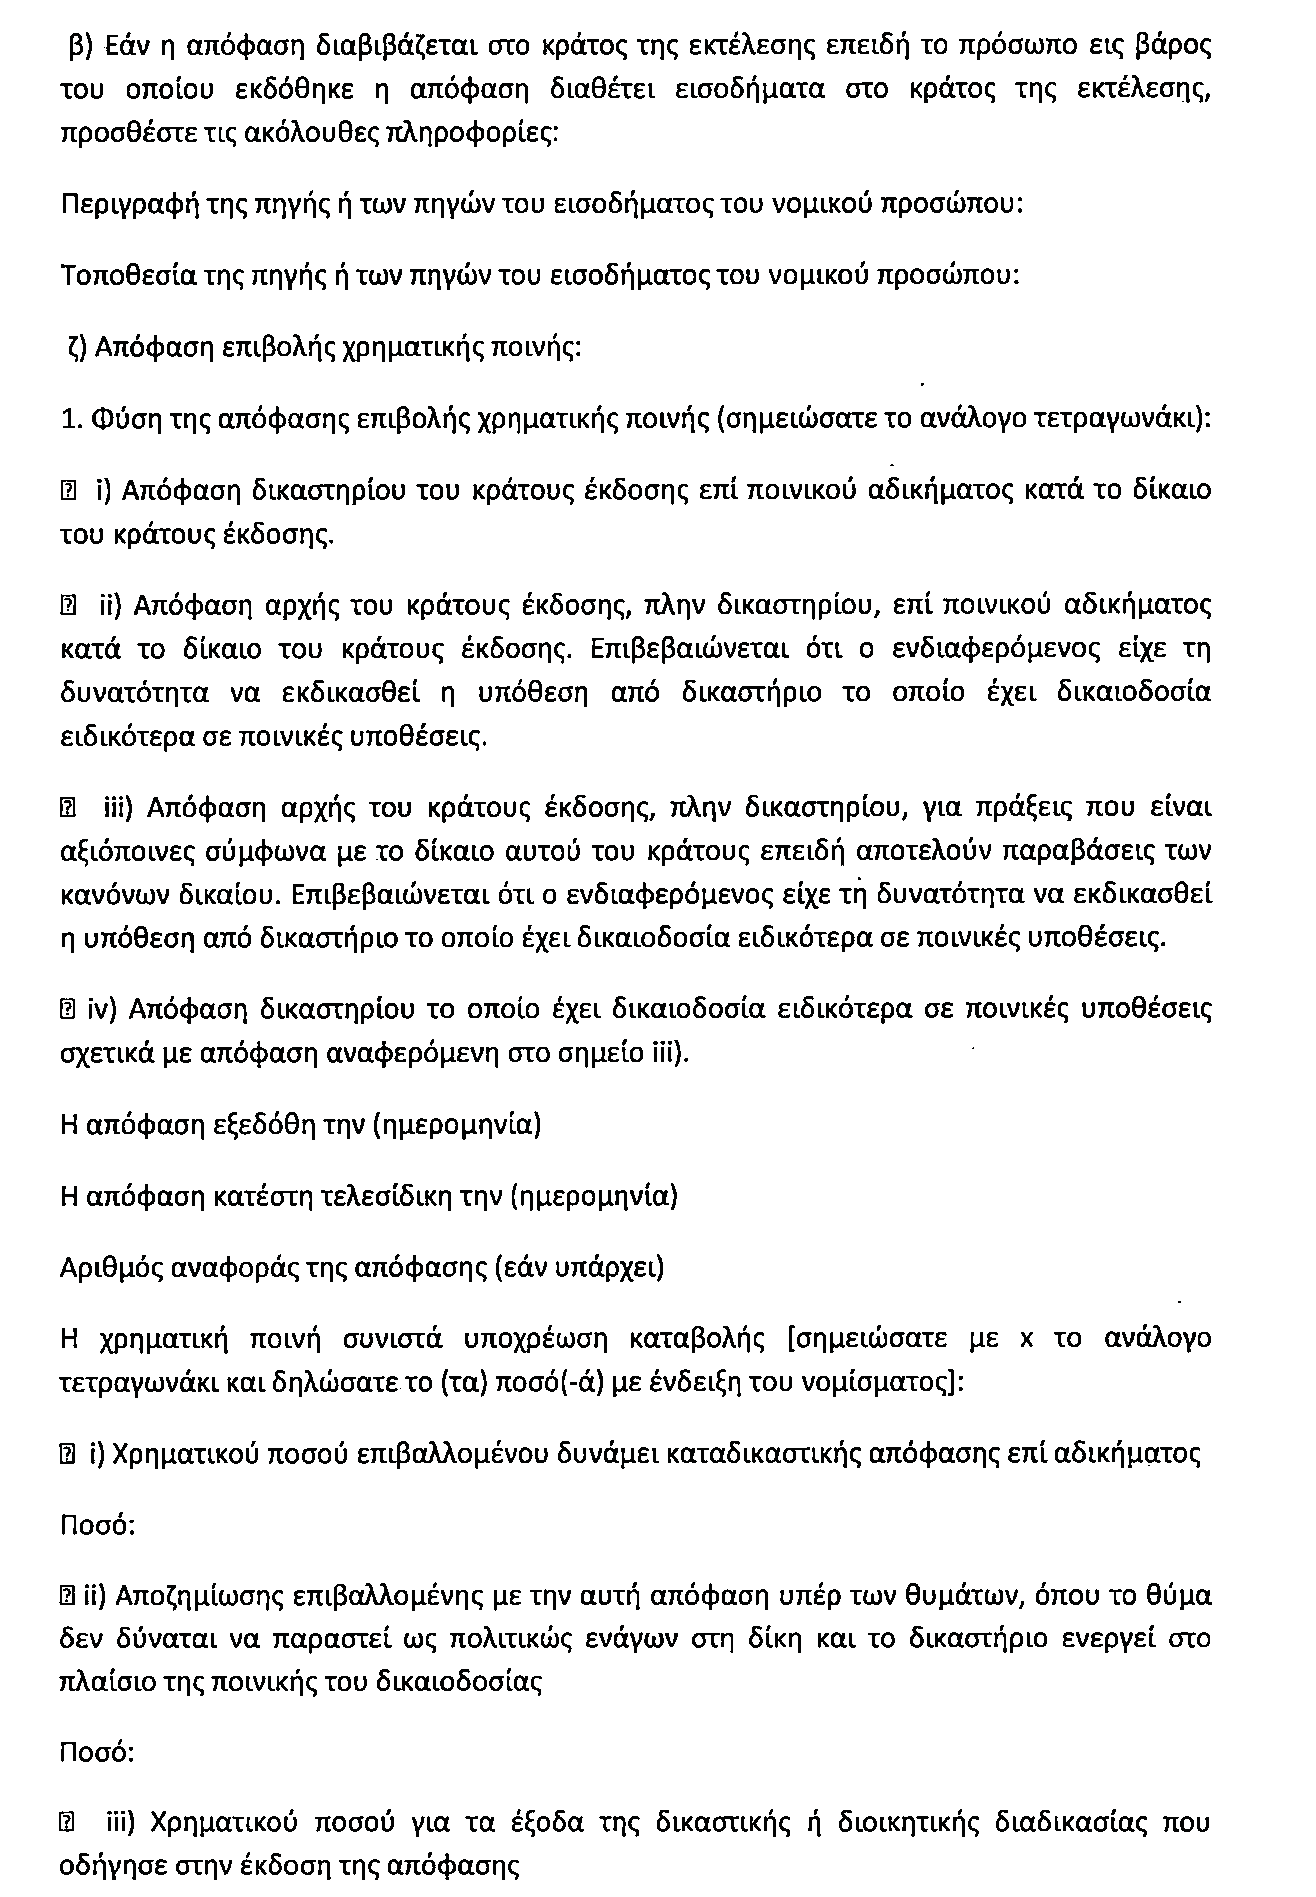 β) Εάν η απόφαση διαβιβάζεται στο κράτος της εκτέλεσης επειδή το πρόσωπο εις βάρος
του οποίου εκδόθηκε η απόφαση διαθέτει εισοδήματα στο κράτος της εκτέλεσης,
προσθέστε τις ακόλουθες πληροφορίες:
Περιγραφή της πηγής ή των πηγών του εισοδήματος του νομικού προσώπου:
Τοποθεσία της πηγής ή των πηγών του εισοδήματος του νομικού προσώπου:
ζ) Απόφαση επιβολής χρηματικής ποινής:
1. Φύση της απόφασης επιβολής χρηματικής ποινής (σημειώσατε το ανάλογο τετραγωνάκι):
⍰ i) Απόφαση δικαστηρίου του κράτους έκδοσης επί ποινικού αδικήματος κατά το δίκαιο
του κράτους έκδοσης.
⍰ ii) Απόφαση αρχής του κράτους έκδοσης, πλην δικαστηρίου, επί ποινικού αδικήματος
κατά το δίκαιο του κράτους έκδοσης. Επιβεβαιώνεται ότι ο ενδιαφερόμενος είχε τη
δυνατότητα να εκδικασθεί η υπόθεση από δικαστήριο το οποίο έχει δικαιοδοσία
ειδικότερα σε ποινικές υποθέσεις.
⍰ iii) Απόφαση αρχής του κράτους έκδοσης, πλην δικαστηρίου, για πράξεις που είναι
αξιόποινες σύμφωνα με το δίκαιο αυτού του κράτους επειδή αποτελούν παραβάσεις των
κανόνων δικαίου. Επιβεβαιώνεται ότι ο ενδιαφερόμενος είχε τη δυνατότητα να εκδικασθεί
η υπόθεση από δικαστήριο το οποίο έχει δικαιοδοσία ειδικότερα σε ποινικές υποθέσεις.
⍰ iv) Απόφαση δικαστηρίου το οποίο έχει δικαιοδοσία ειδικότερα σε ποινικές υποθέσεις
σχετικά με απόφαση αναφερόμενη στο σημείο iii).
Η απόφαση εξεδόθη την (ημερομηνία)
Η απόφαση κατέστη τελεσίδικη την (ημερομηνία)
Αριθμός αναφοράς της απόφασης (εάν υπάρχει)
Η χρηματική ποινή συνιστά υποχρέωση καταβολής [σημειώσατε με x το ανάλογο
τετραγωνάκι και δηλώσατε το (τα) ποσό(-ά) με ένδειξη του νομίσματος]:
⍰ i) Χρηματικού ποσού επιβαλλομένου δυνάμει καταδικαστικής απόφασης επί αδικήματος
Ποσό:
⍰ ii) Αποζημίωσης επιβαλλομένης με την αυτή απόφαση υπέρ των θυμάτων, όπου το θύμα
δεν δύναται να παραστεί ως πολιτικώς ενάγων στη δίκη και το δικαστήριο ενεργεί στο
πλαίσιο της ποινικής του δικαιοδοσίας
Ποσό:
⍰ iii) Χρηματικού ποσού για τα έξοδα της δικαστικής ή διοικητικής διαδικασίας που
οδήγησε στην έκδοση της απόφασης